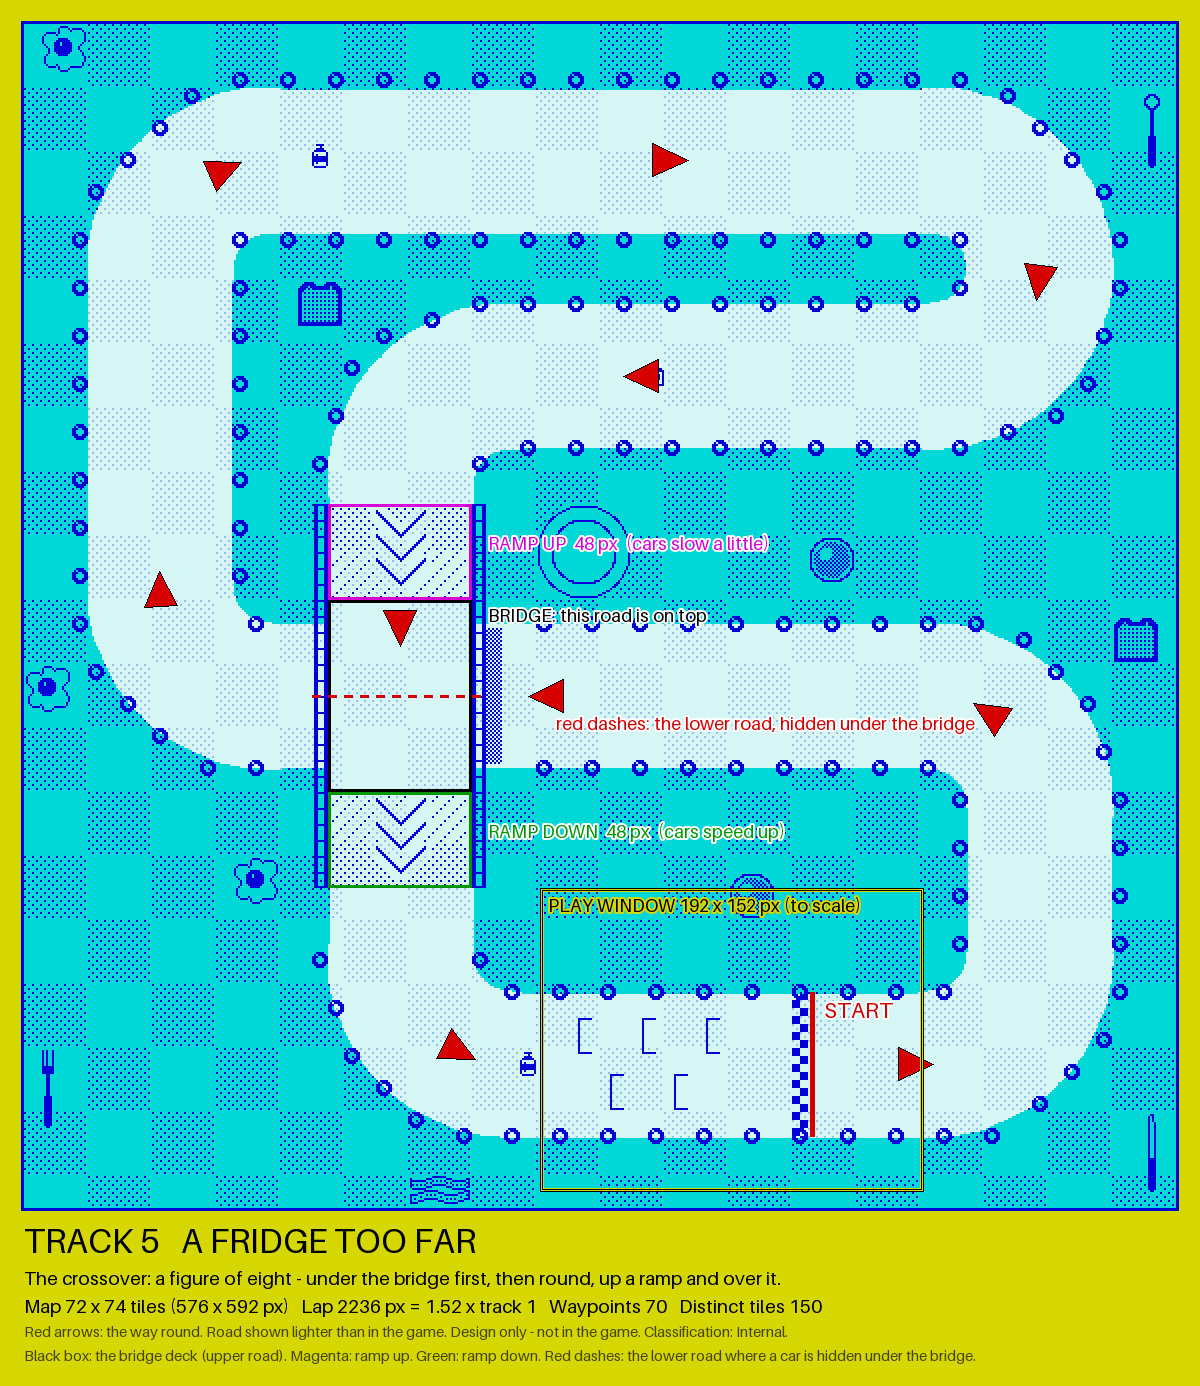 RAMP UP 48 px (cars slow a little)
BRIDGE: this road is on top
red dashes: the lower road, hidden under the bridge
RAMP DOWN 48 px (cars speed up)
PLAY WINDOW 192 x 152 px (to scale)
START
TRACK 5 A FRIDGE TOO FAR
The crossover: a figure of eight - under the bridge first, then round, up a ramp and over it.
Map 72 x 74 tiles (576 x 592 px) Lap 2236 px = 1.52 x track 1 Waypoints 70 Distinct tiles 150
Red arrows: the way round. Road shown lighter than in the game. Design only - not in the game. Classification: Internal.
Black box: the bridge deck (upper road). Magenta: ramp up. Green: ramp down. Red dashes: the lower road where a car is hidden under the bridge.